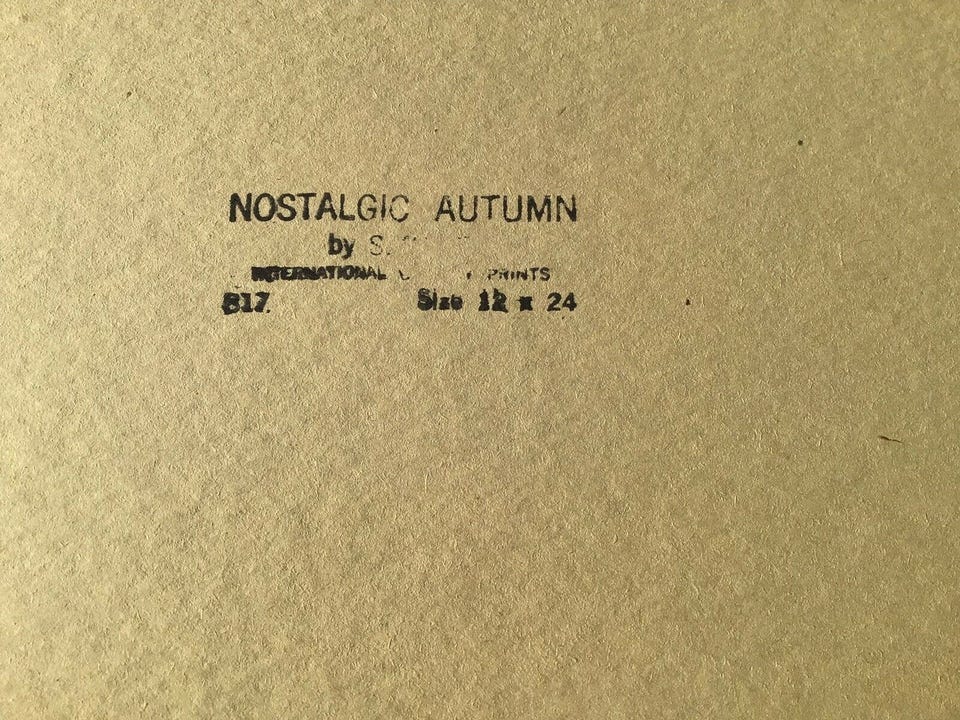 NOSTALGIC AUTUMN
by S.
INTERNATIONAL PRINTS
817 Size 12 x 24